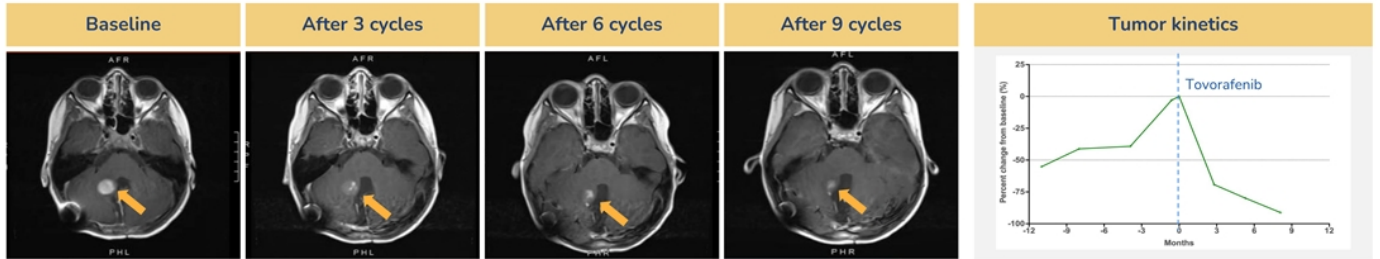 Baseline
After 3 cycles
After 6 cycles
After 9 cycles
Tumor kinetics
AFR
AFR
AFL
AFL
PHL
PHL
PHR
PHR
Tovorafenib
Percent change from baseline (%)
25
0
-25
-50
-75
-100
-12
-9
-6
-3
0
3
6
9
12
Months